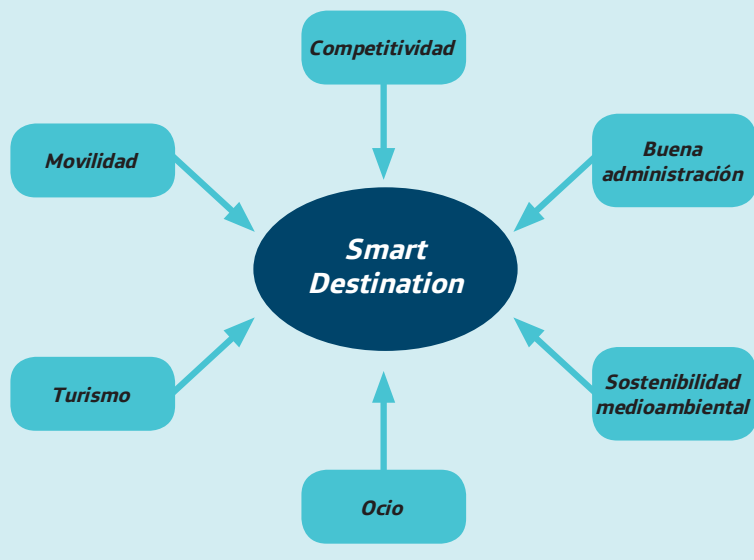 Competitividad
Movilidad
Buena
administración
Smart
Destination
Turismo
Sostenibilidad
medioambiental
Ocio